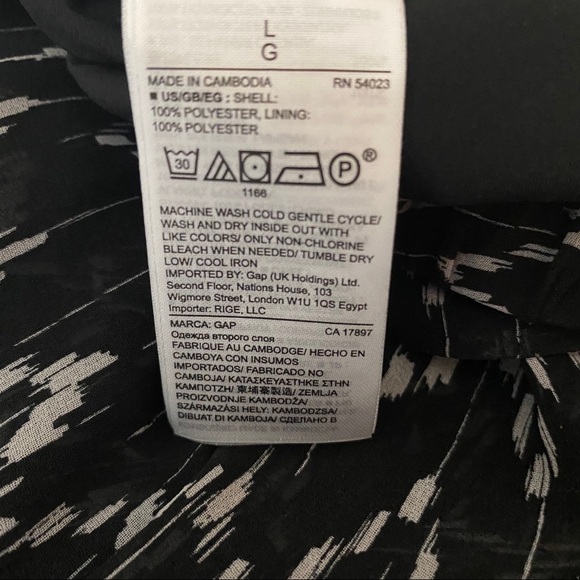 L
G
MADE IN CAMBODIA RN 54023
■ US/GB/EG : SHELL:
100% POLYESTER, LINING:
100% POLYESTER
30 P ®
1166
MACHINE WASH COLD GENTLE CYCLE/
WASH AND DRY INSIDE OUT WITH
LIKE COLORS/ ONLY NON-CHLORINE
BLEACH WHEN NEEDED/ TUMBLE DRY
LOW/ COOL IRON
IMPORTED BY: Gap (UK Holdings) Ltd.
Second Floor, Nations House, 103
Wigmore Street, London W1U 1QS Egypt
Importer: RIGE, LLC
MARCA: GAP CA 17897
Одежда второго слоя
FABRIQUE AU CAMBODGE/ HECHO EN
CAMBOYA CON INSUMOS
IMPORTADOS/ FABRICADO EN
CAMBOJA/ ΚΑΤΑΣΚΕΥΑΣΤΗΚΕ ΣΤΗΝ
ΚΑΜΠΟΤΖΗ/ 柬埔寨製造/ ZEMLJA
PROIZVODNJE KAMBODŽA/
SZÁRMAZÁSI HELY: KAMBODZSA/
DIBUAT DI KAMBOJA/ СДЕЛАНО В